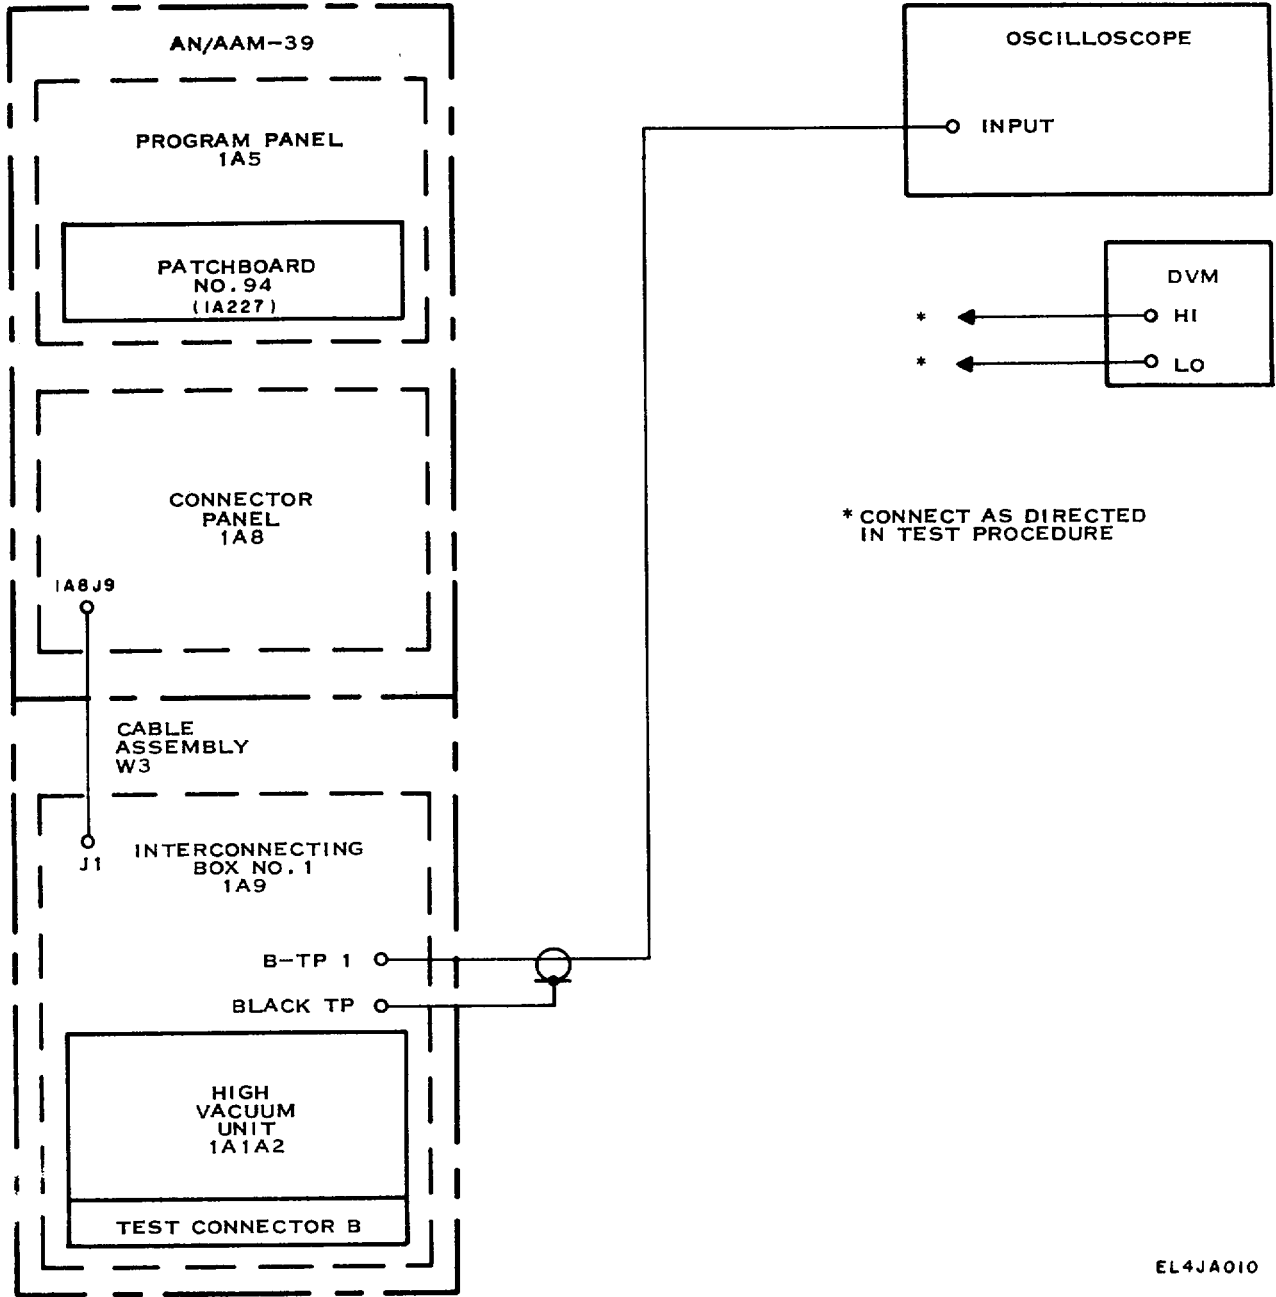 AN/AAM-39
PROGRAM PANEL
1A5
PATCHBOARD
NO.94
(1A227)
CONNECTOR
PANEL
1A8
1A8J9
CABLE
ASSEMBLY
W3
J1
INTERCONNECTING
BOX NO.1
1A9
B-TP 1
BLACK TP
HIGH
VACUUM
UNIT
1A1A2
TEST CONNECTOR B
OSCILLOSCOPE
INPUT
DVM
* HI
* LO
* CONNECT AS DIRECTED
IN TEST PROCEDURE
EL4JA010